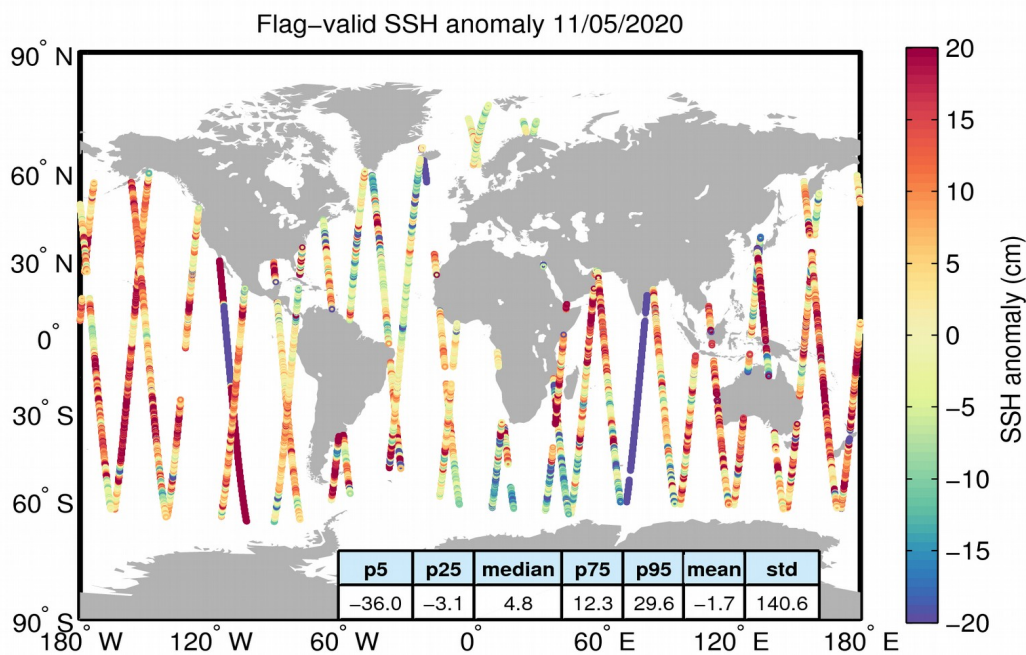 Flag−valid SSH anomaly 11/05/2020
90° N
60° N
30° N
0°
30° S
60° S
90° S
180° W
120° W
60° W
0°
60° E
120° E
180° E
p5 p25 median p75 p95 mean std
−36.0 −3.1 4.8 12.3 29.6 −1.7 140.6
20
15
10
5
0
−5
−10
−15
−20
SSH anomaly (cm)